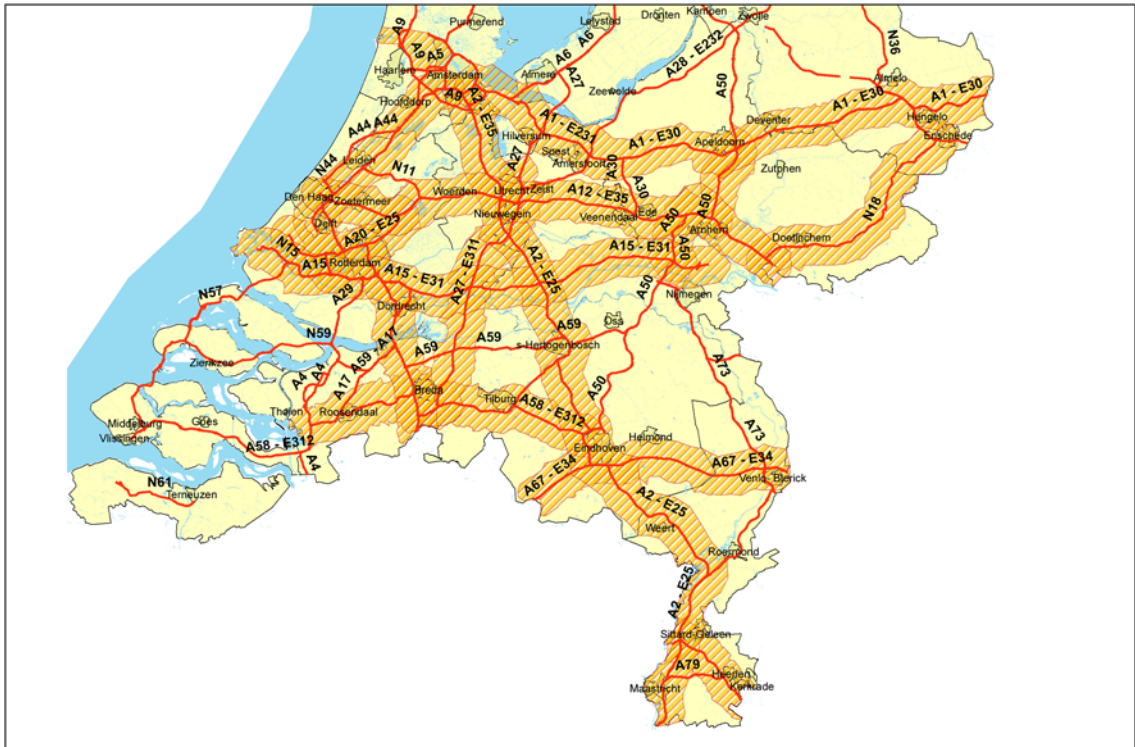 Kampen
Dronten
Zwolle
A9
Purmerend
Lelystad
A6
N36
A9
A5
A6
A28 - E232
Haarlem
Amsterdam
Almere
A27
A50
Almelo
Zeewolde
Hoofddorp
A9
A2 - E35
A1 - E30
A1 - E30
A1 - E231
Deventer
Hengelo
A44
A44
Hilversum
A1 - E30
Apeldoorn
Enschede
Soest
Leiden
A27
Amersfoort
N44
N11
A30
Zutphen
Den Haag
Woerden
Utrecht
Zeist
A12 - E35
A30
Zoetermeer
Nieuwegein
Veenendaal
Ede
A50
N18
Delft
A20 - E25
Arnhem
Doetinchem
N15
A15
Rotterdam
A15 - E31
A27 - E311
A2 - E25
A15 - E31
A50
N57
A29
Dordrecht
A50
Nijmegen
N59
A59 - A17
A59
A59
Oss
s-Hertogenbosch
Zierikzee
A4
A4
A17
A50
A73
Breda
Tilburg
Tholen
Roosendaal
A58 - E312
Middelburg
Goes
Vlissingen
A58 - E312
A4
Helmond
A73
Eindhoven
A67 - E34
A67 - E34
Venlo - Blerick
N61
Terneuzen
A2 - E25
Weert
Roermond
A2 - E25
Sittard-Geleen
A79
Heerlen
Maastricht
Kerkrade